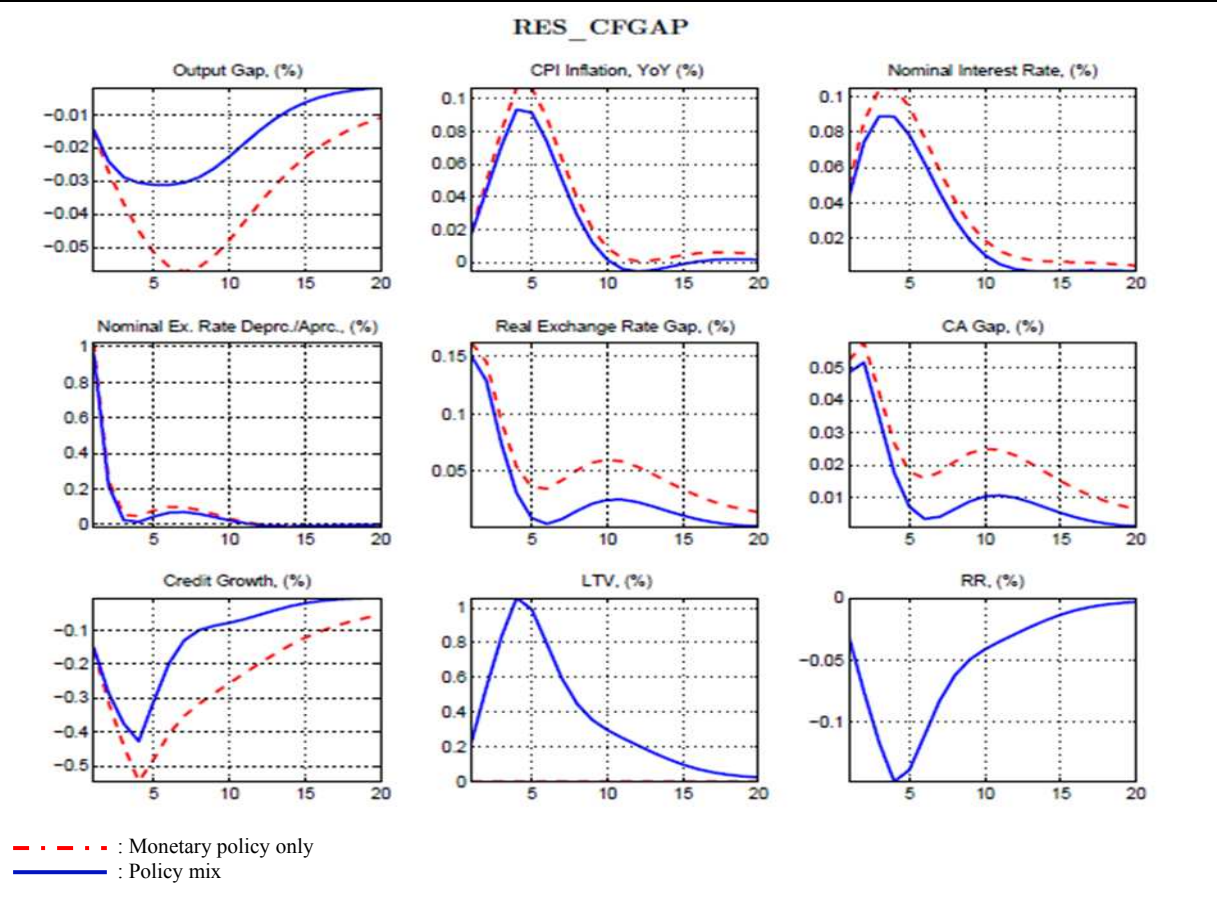 RES_CFGAP
Output Gap, (%)
−0.01
−0.02
−0.03
−0.04
−0.05
5 10 15 20
CPI Inflation, YoY (%)
0.1
0.08
0.06
0.04
0.02
0
5 10 15 20
Nominal Interest Rate, (%)
0.1
0.08
0.06
0.04
0.02
5 10 15 20
Nominal Ex. Rate Deprc./Aprc., (%)
1
0.8
0.6
0.4
0.2
0
5 10 15 20
Real Exchange Rate Gap, (%)
0.15
0.1
0.05
5 10 15 20
CA Gap, (%)
0.05
0.04
0.03
0.02
0.01
5 10 15 20
Credit Growth, (%)
−0.1
−0.2
−0.3
−0.4
−0.5
5 10 15 20
LTV, (%)
1
0.8
0.6
0.4
0.2
0
5 10 15 20
RR, (%)
0
−0.05
−0.1
5 10 15 20
: Monetary policy only
: Policy mix